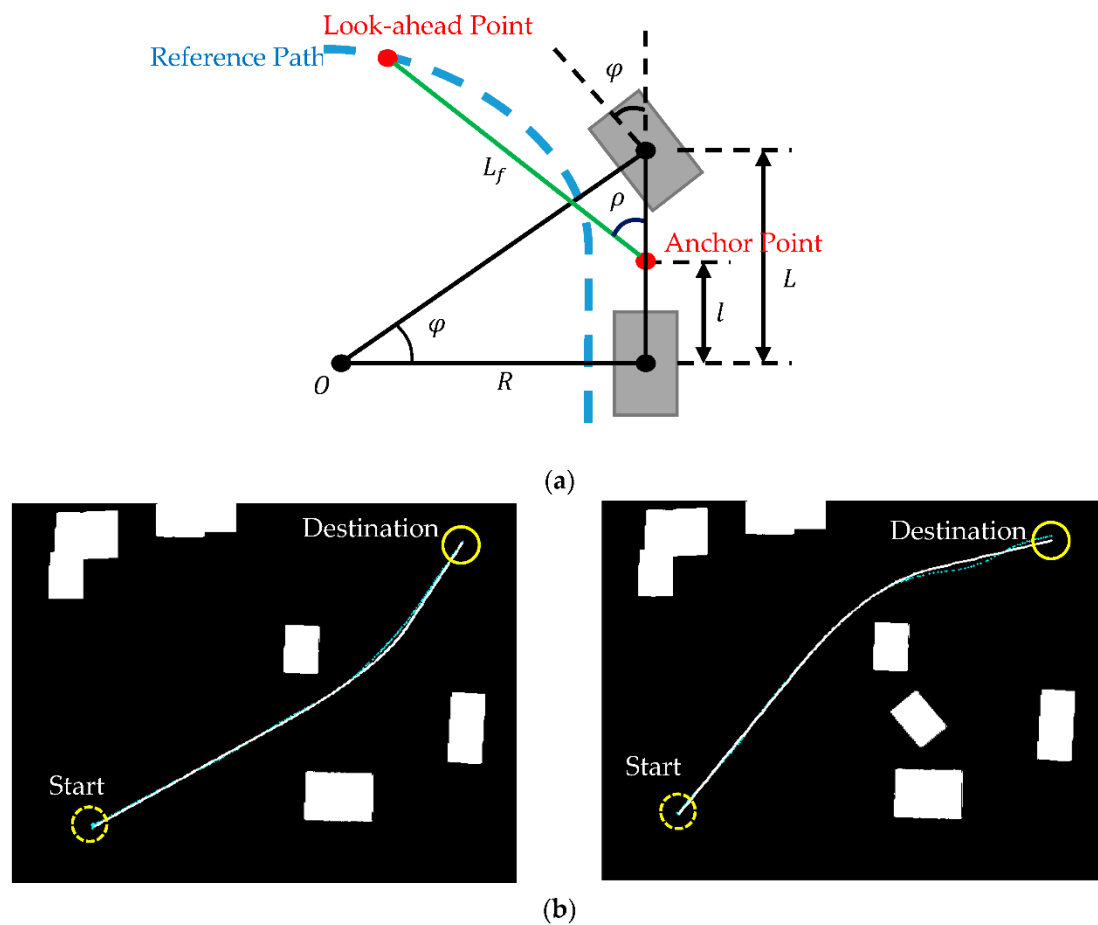 Look-ahead Point
Reference Path
φ
L_f
ρ
Anchor Point
L
l
φ
R
O
(a)
Destination
Start
Destination
Start
(b)